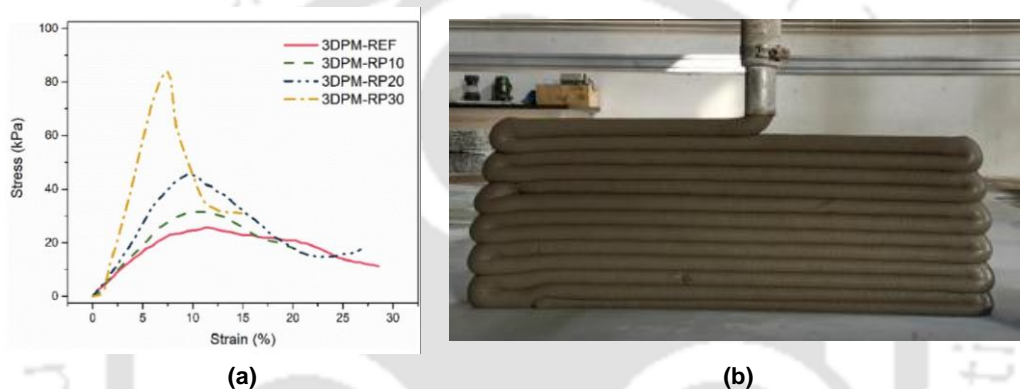 100
80
60
40
20
0
Stress (kPa)
3DPM-REF
3DPM-RP10
3DPM-RP20
3DPM-RP30
0 5 10 15 20 25 30
Strain (%)
(a)
(b)